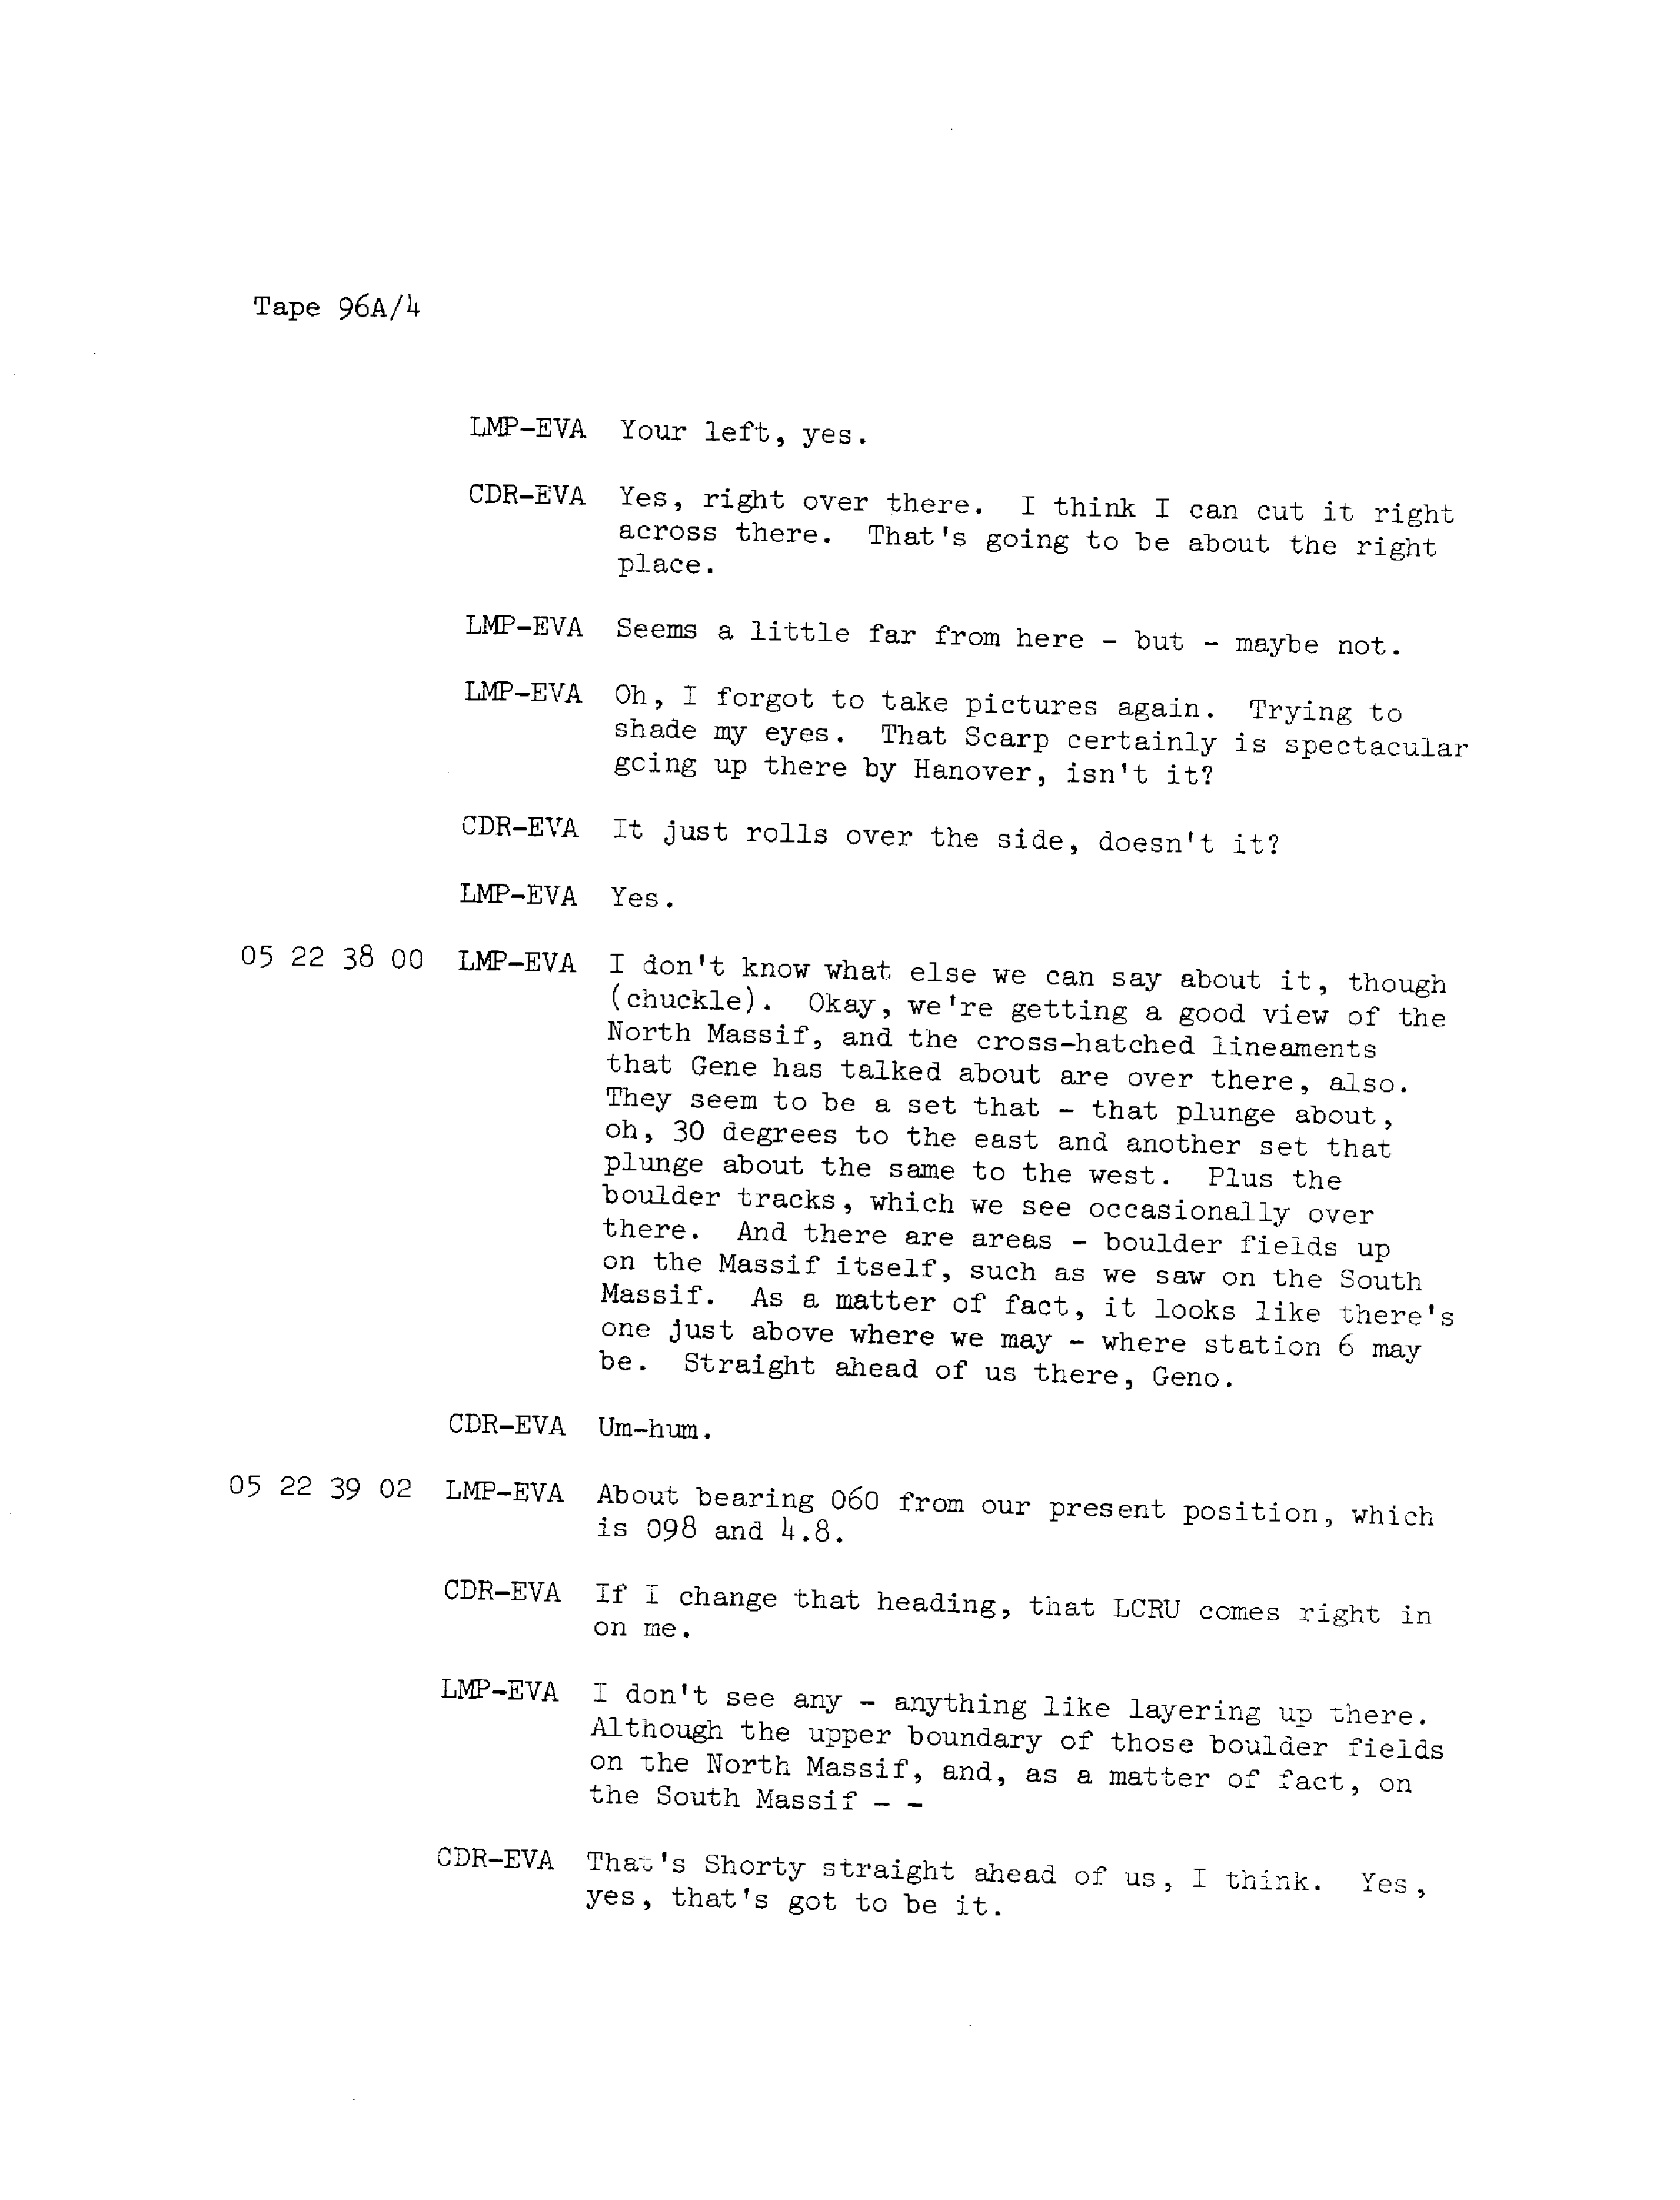 Tape 96A/4
LMP-EVA Your left, yes.
CDR-EVA Yes, right over there. I think I can cut it right
across there. That's going to be about the right
place.
LMP-EVA Seems a little far from here - but - maybe not.
LMP-EVA Oh, I forgot to take pictures again. Trying to
shade my eyes. That Scarp certainly is spectacular
going up there by Hanover, isn't it?
CDR-EVA It just rolls over the side, doesn't it?
LMP-EVA Yes.
05 22 38 00 LMP-EVA I don't know what else we can say about it, though
(chuckle). Okay, we're getting a good view of the
North Massif, and the cross-hatched lineaments
that Gene has talked about are over there, also.
They seem to be a set that - that plunge about,
oh, 30 degrees to the east and another set that
plunge about the same to the west. Plus the
boulder tracks, which we see occasionally over
there. And there are areas - boulder fields up
on the Massif itself, such as we saw on the South
Massif. As a matter of fact, it looks like there's
one just above where we may - where station 6 may
be. Straight ahead of us there, Geno.
CDR-EVA Um-hum.
05 22 39 02 LMP-EVA About bearing 060 from our present position, which
is 098 and 4.8.
CDR-EVA If I change that heading, that LCRU comes right in
on me.
LMP-EVA I don't see any - anything like layering up there.
Although the upper boundary of those boulder fields
on the North Massif, and, as a matter of fact, on
the South Massif - -
CDR-EVA That's Shorty straight ahead of us, I think. Yes,
yes, that's got to be it.